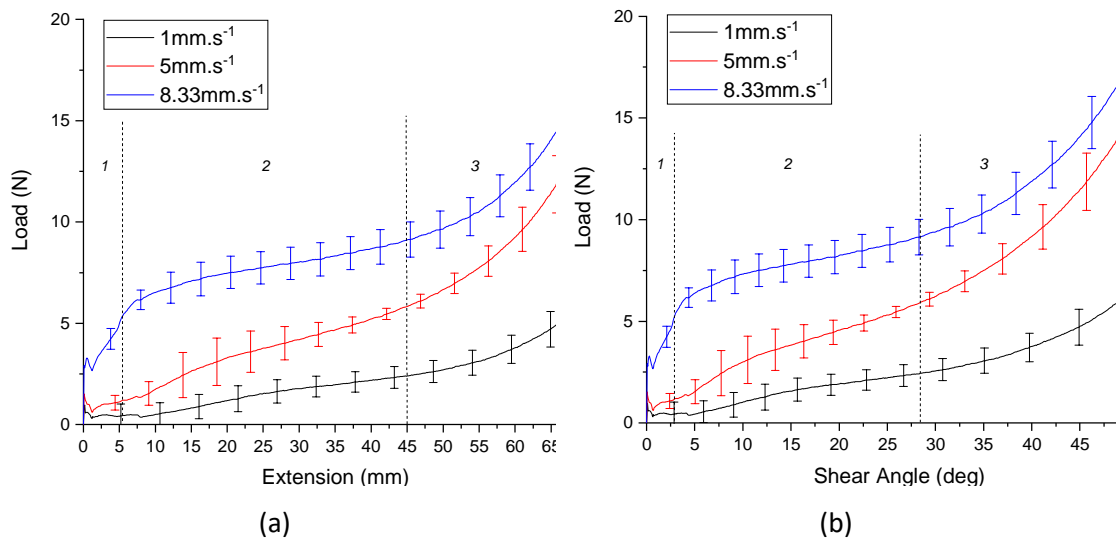 20
15
10
5
0
Load (N)
1mm.s⁻¹
5mm.s⁻¹
8.33mm.s⁻¹
1
2
3
0 5 10 15 20 25 30 35 40 45 50 55 60 65
Extension (mm)
(a)
20
15
10
5
0
Load (N)
1mm.s⁻¹
5mm.s⁻¹
8.33mm.s⁻¹
1
2
3
0 5 10 15 20 25 30 35 40 45
Shear Angle (deg)
(b)